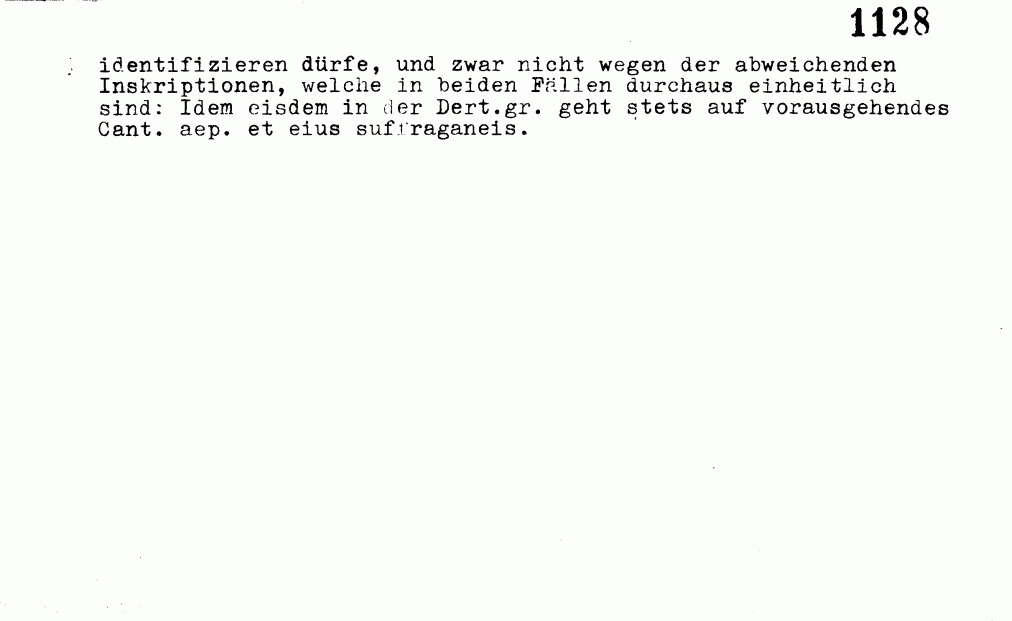 1128
identifizieren dürfe, und zwar nicht wegen der abweichenden
Inskriptionen, welche in beiden Fällen durchaus einheitlich
sind: Idem eisdem in der Dert.gr. geht stets auf vorausgehendes
Cant. aep. et eius suffraganeis.